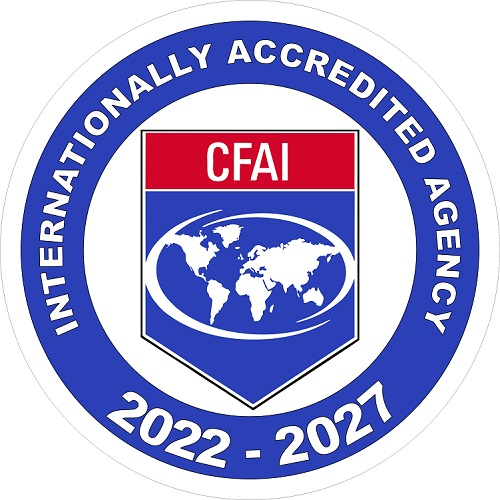 INTERNATIONALLY ACCREDITED AGENCY
CFAI
2022 - 2027